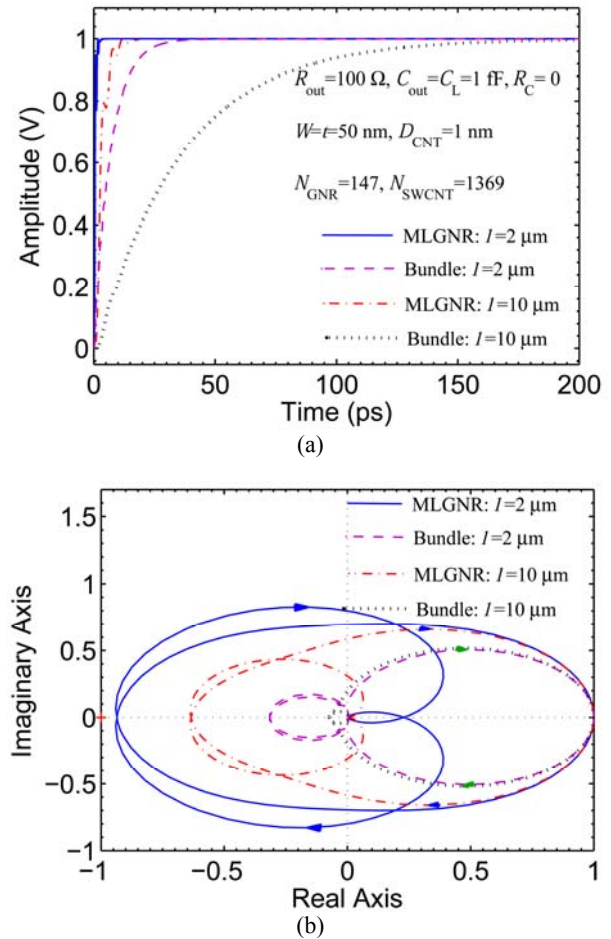 1
0.8
0.6
0.4
0.2
0
Amplitude (V)
R_out=100 Ω, C_out=C_L=1 fF, R_C= 0
W=t=50 nm, D_CNT=1 nm
N_GNR=147, N_SWCNT=1369
MLGNR: l=2 μm
Bundle: l=2 μm
MLGNR: l=10 μm
Bundle: l=10 μm
0 50 100 150 200
Time (ps)
(a)
1.5
1
0.5
0
−0.5
−1
Imaginary Axis
MLGNR: l=2 μm
Bundle: l=2 μm
MLGNR: l=10 μm
Bundle: l=10 μm
−1 −0.5 0 0.5 1
Real Axis
(b)